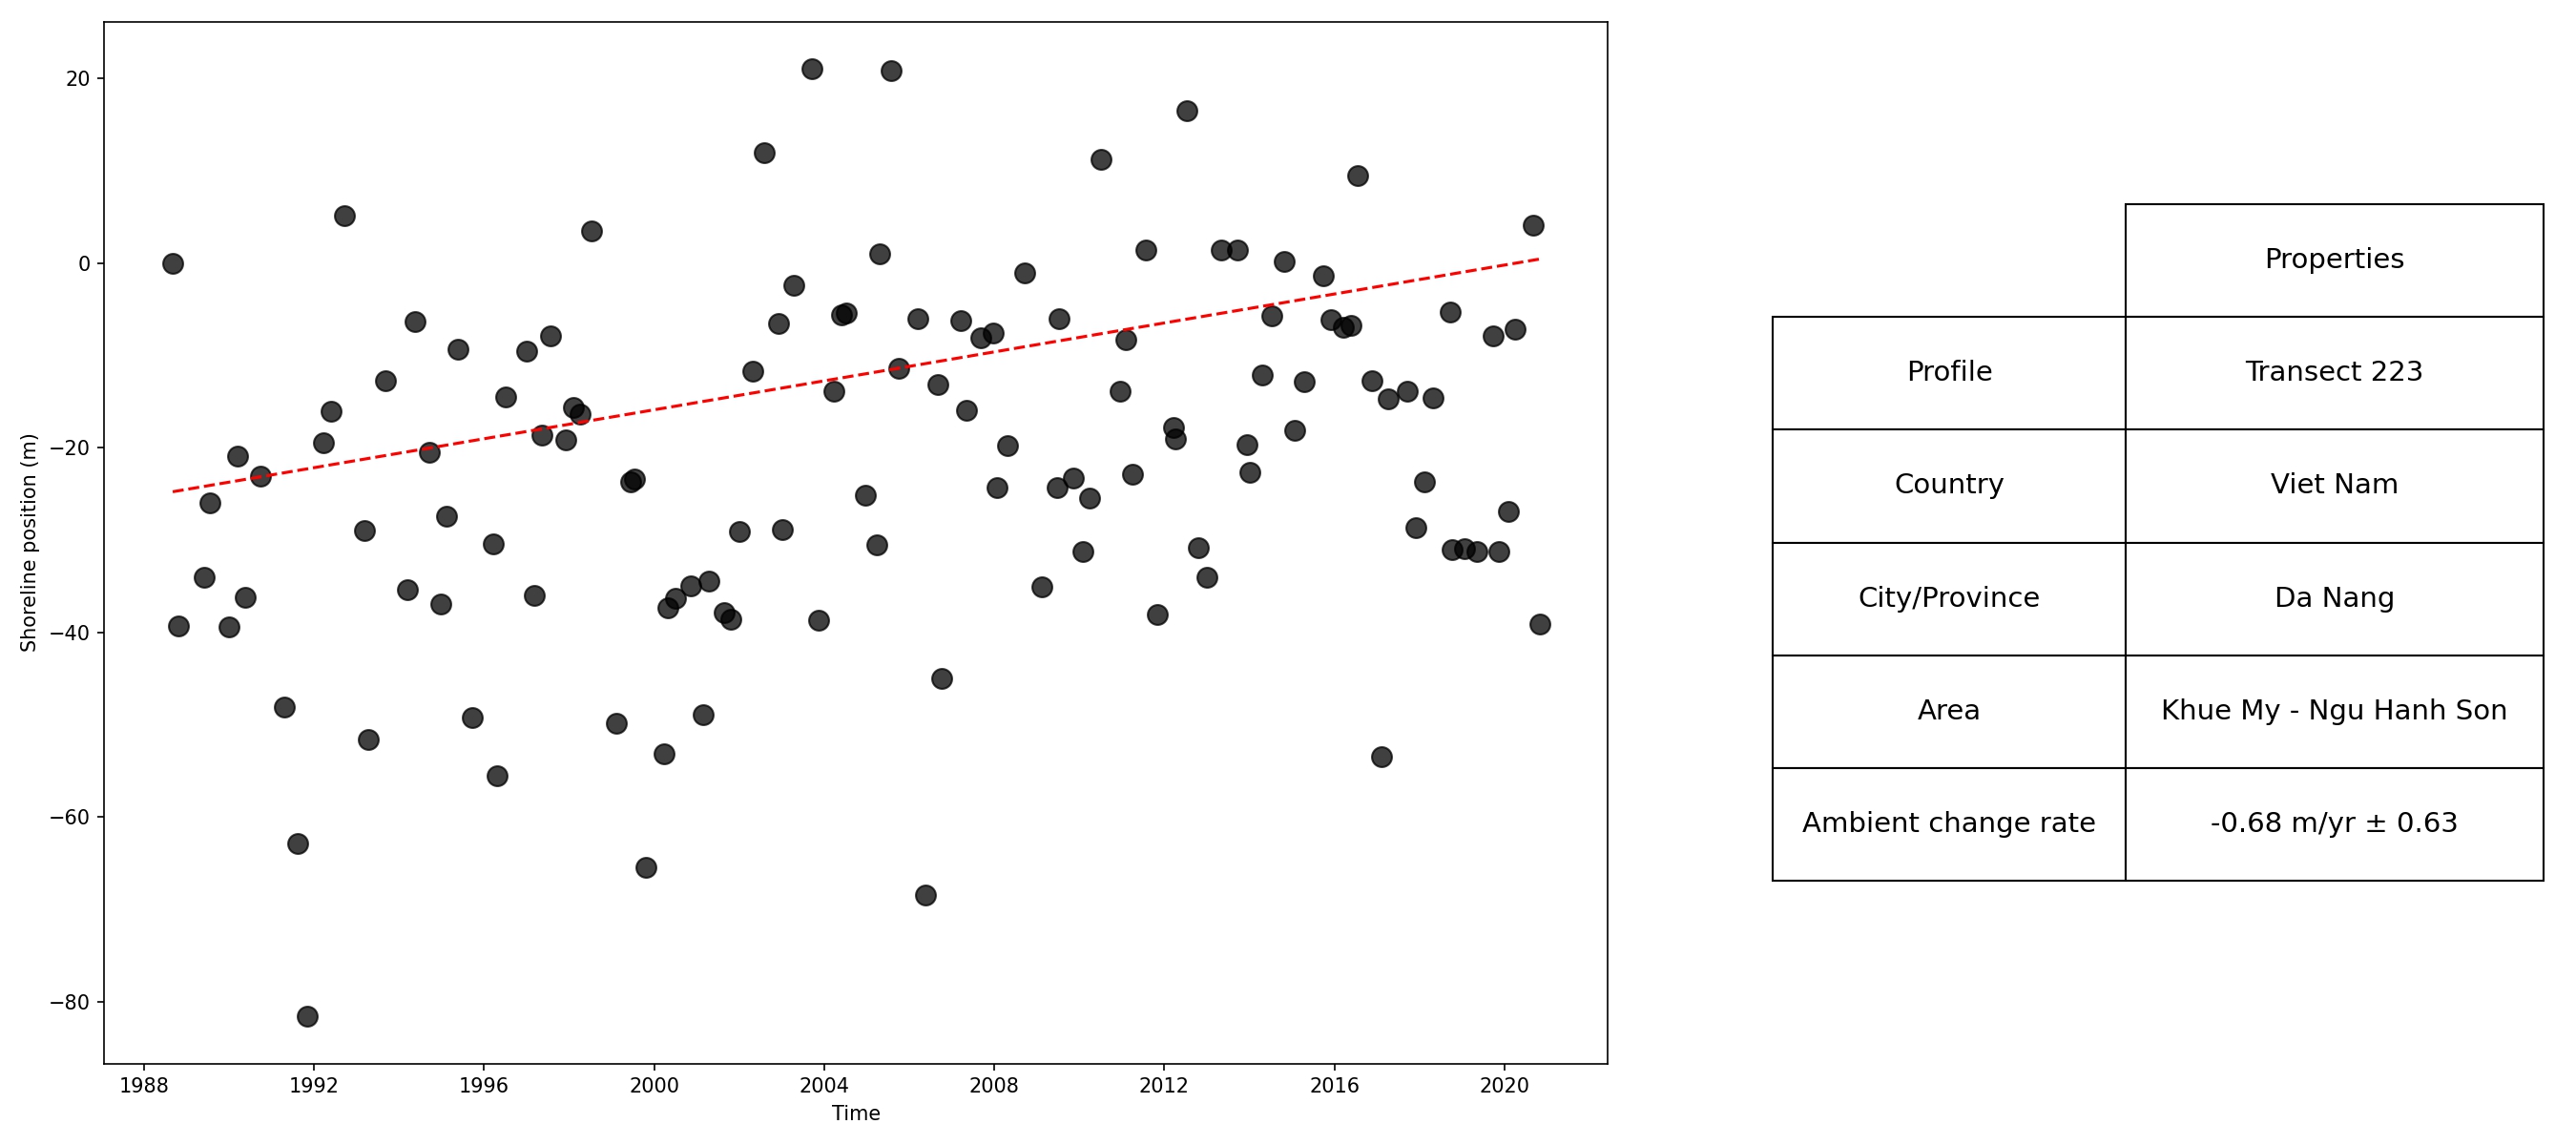 20
0
−20
−40
−60
−80
Shoreline position (m)
1988 1992 1996 2000 2004 2008 2012 2016 2020
Time
Properties
Profile Transect 223
Country Viet Nam
City/Province Da Nang
Area Khue My - Ngu Hanh Son
Ambient change rate -0.68 m/yr ± 0.63